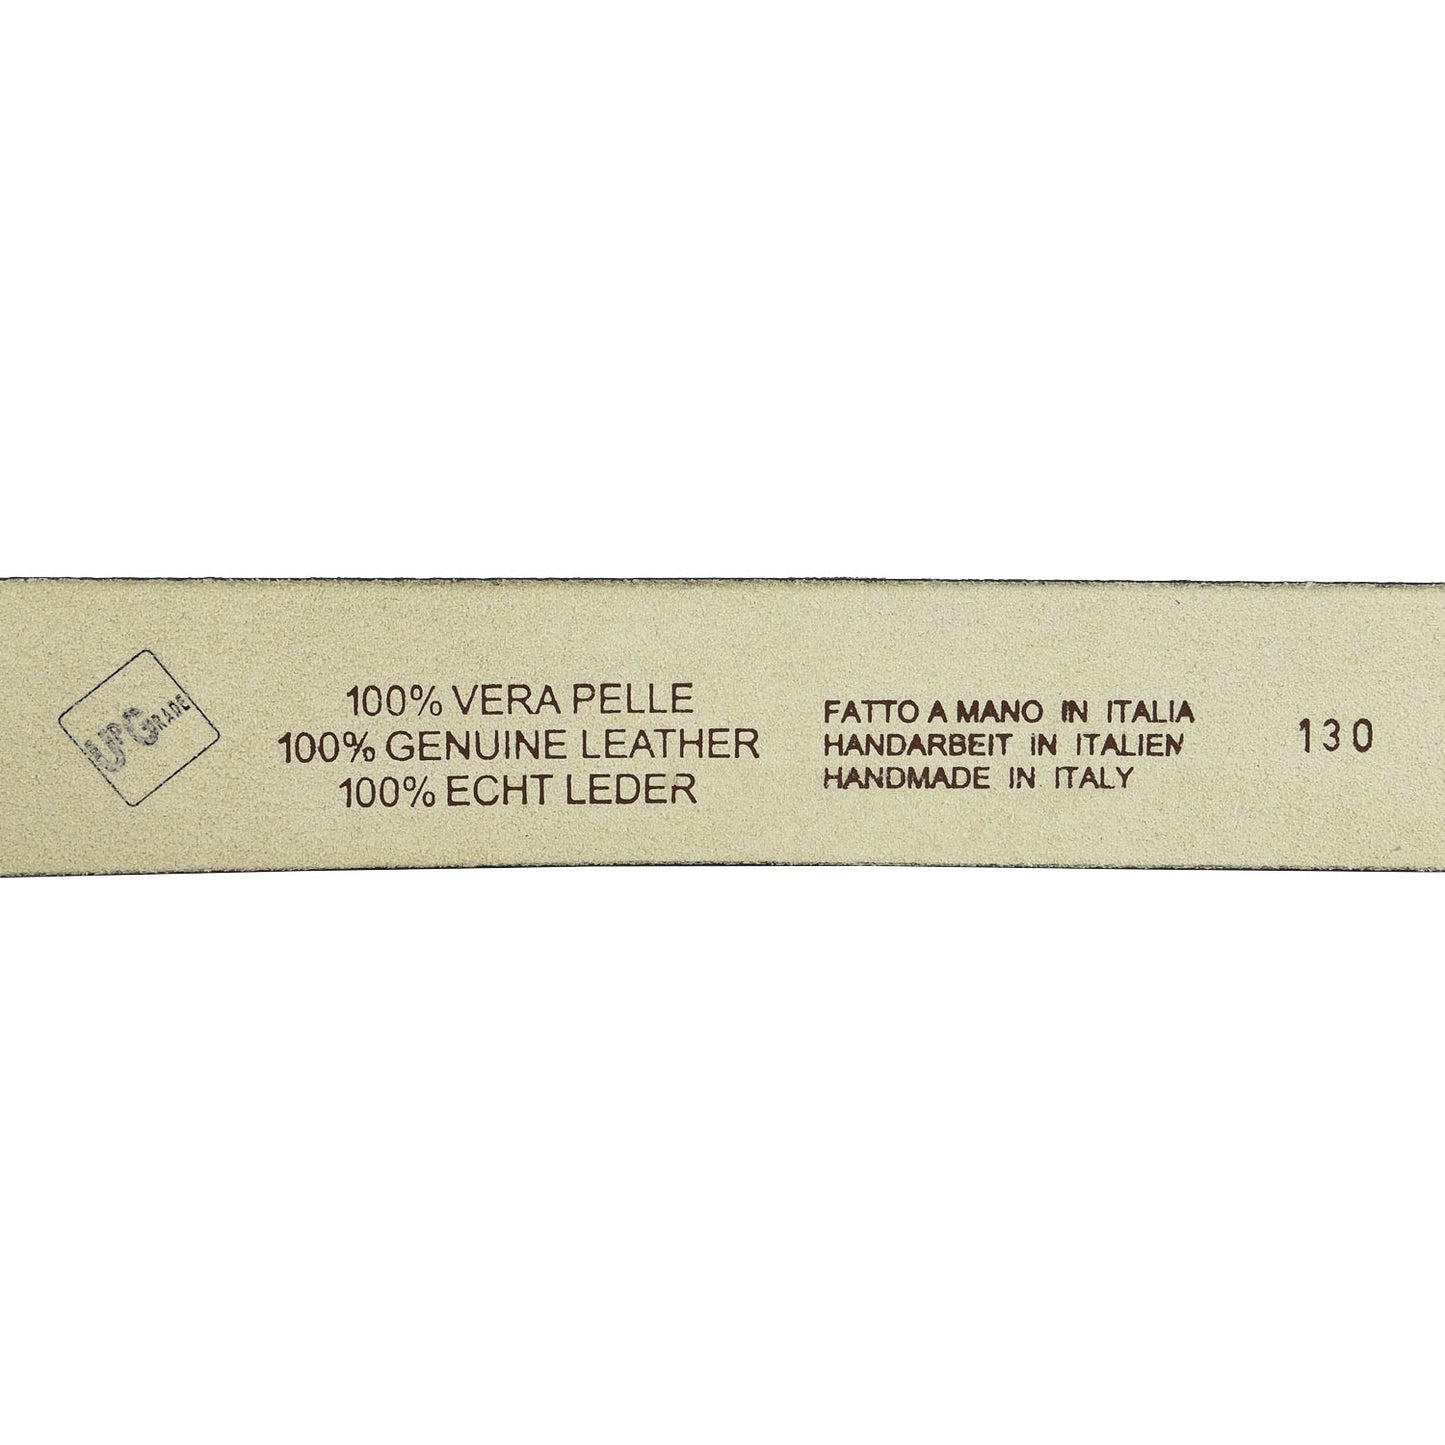 UPGRADE
100% VERA PELLE
100% GENUINE LEATHER
100% ECHT LEDER
FATTO A MANO IN ITALIA
HANDARBEIT IN ITALIEN
HANDMADE IN ITALY
130